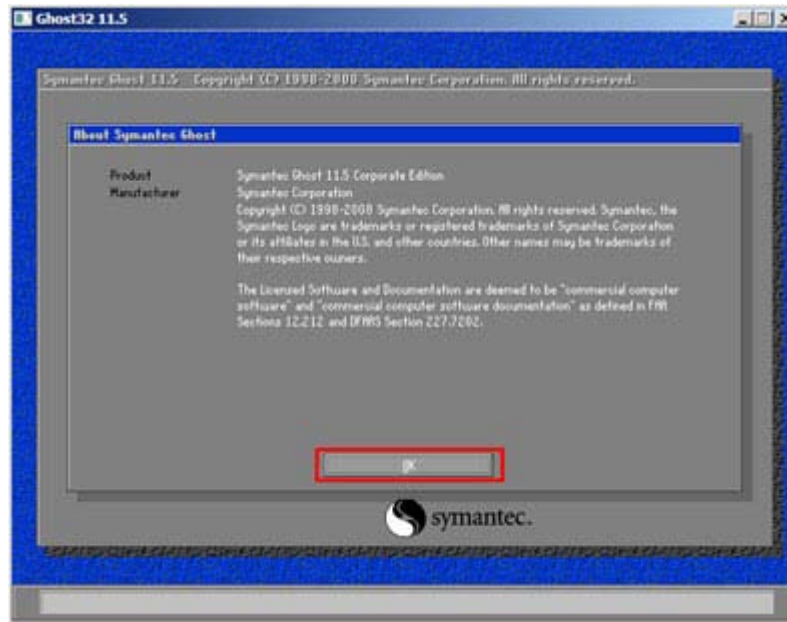 Ghost32 11.5
Symantec Ghost 11.5 Copyright (C) 1998-2008 Symantec Corporation. All rights reserved.
About Symantec Ghost
Product Symantec Ghost 11.5 Corporate Edition
Manufacturer Symantec Corporation
Copyright (C) 1998-2008 Symantec Corporation. All rights reserved. Symantec, the
Symantec Logo are trademarks or registered trademarks of Symantec Corporation
or its affiliates in the U.S. and other countries. Other names may be trademarks of
their respective owners.
The Licensed Software and Documentation are deemed to be "commercial computer
software" and "commercial computer software documentation" as defined in FAR
Sections 12.212 and DFARS Section 227.7202.
OK
symantec.